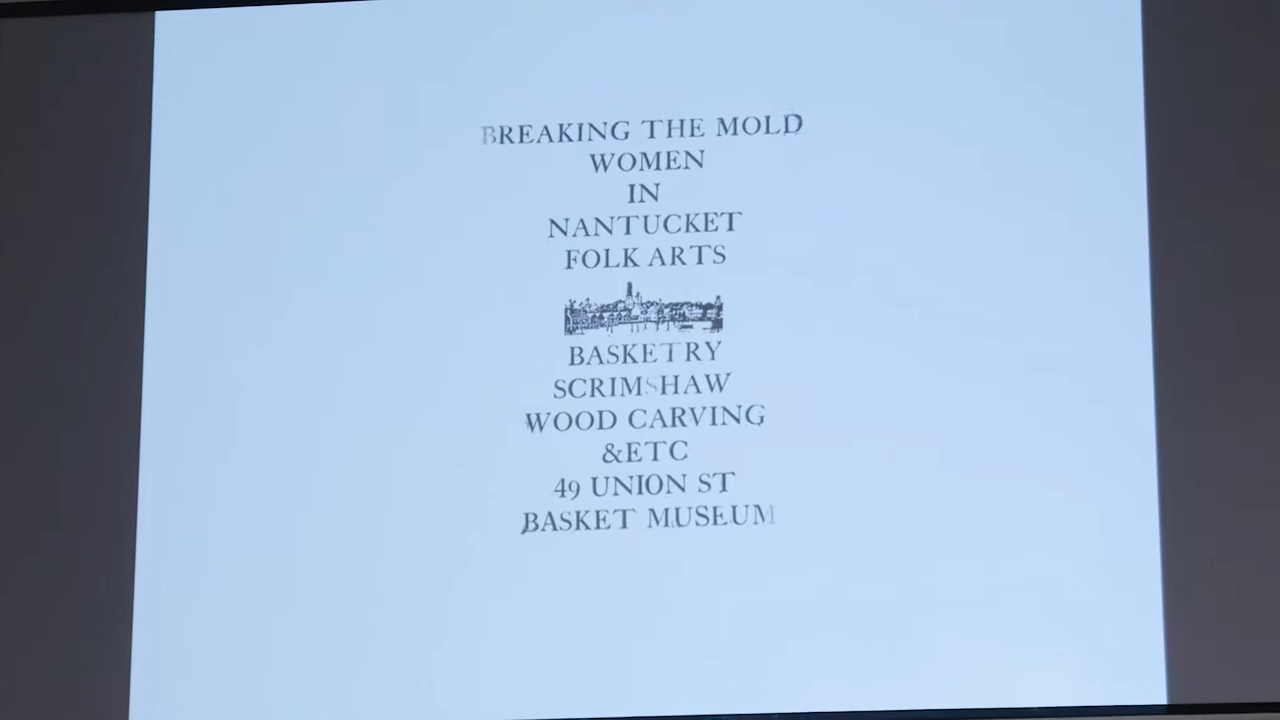 BREAKING THE MOLD
WOMEN
IN
NANTUCKET
FOLK ARTS
BASKETRY
SCRIMSHAW
WOOD CARVING
&ETC
49 UNION ST
BASKET MUSEUM